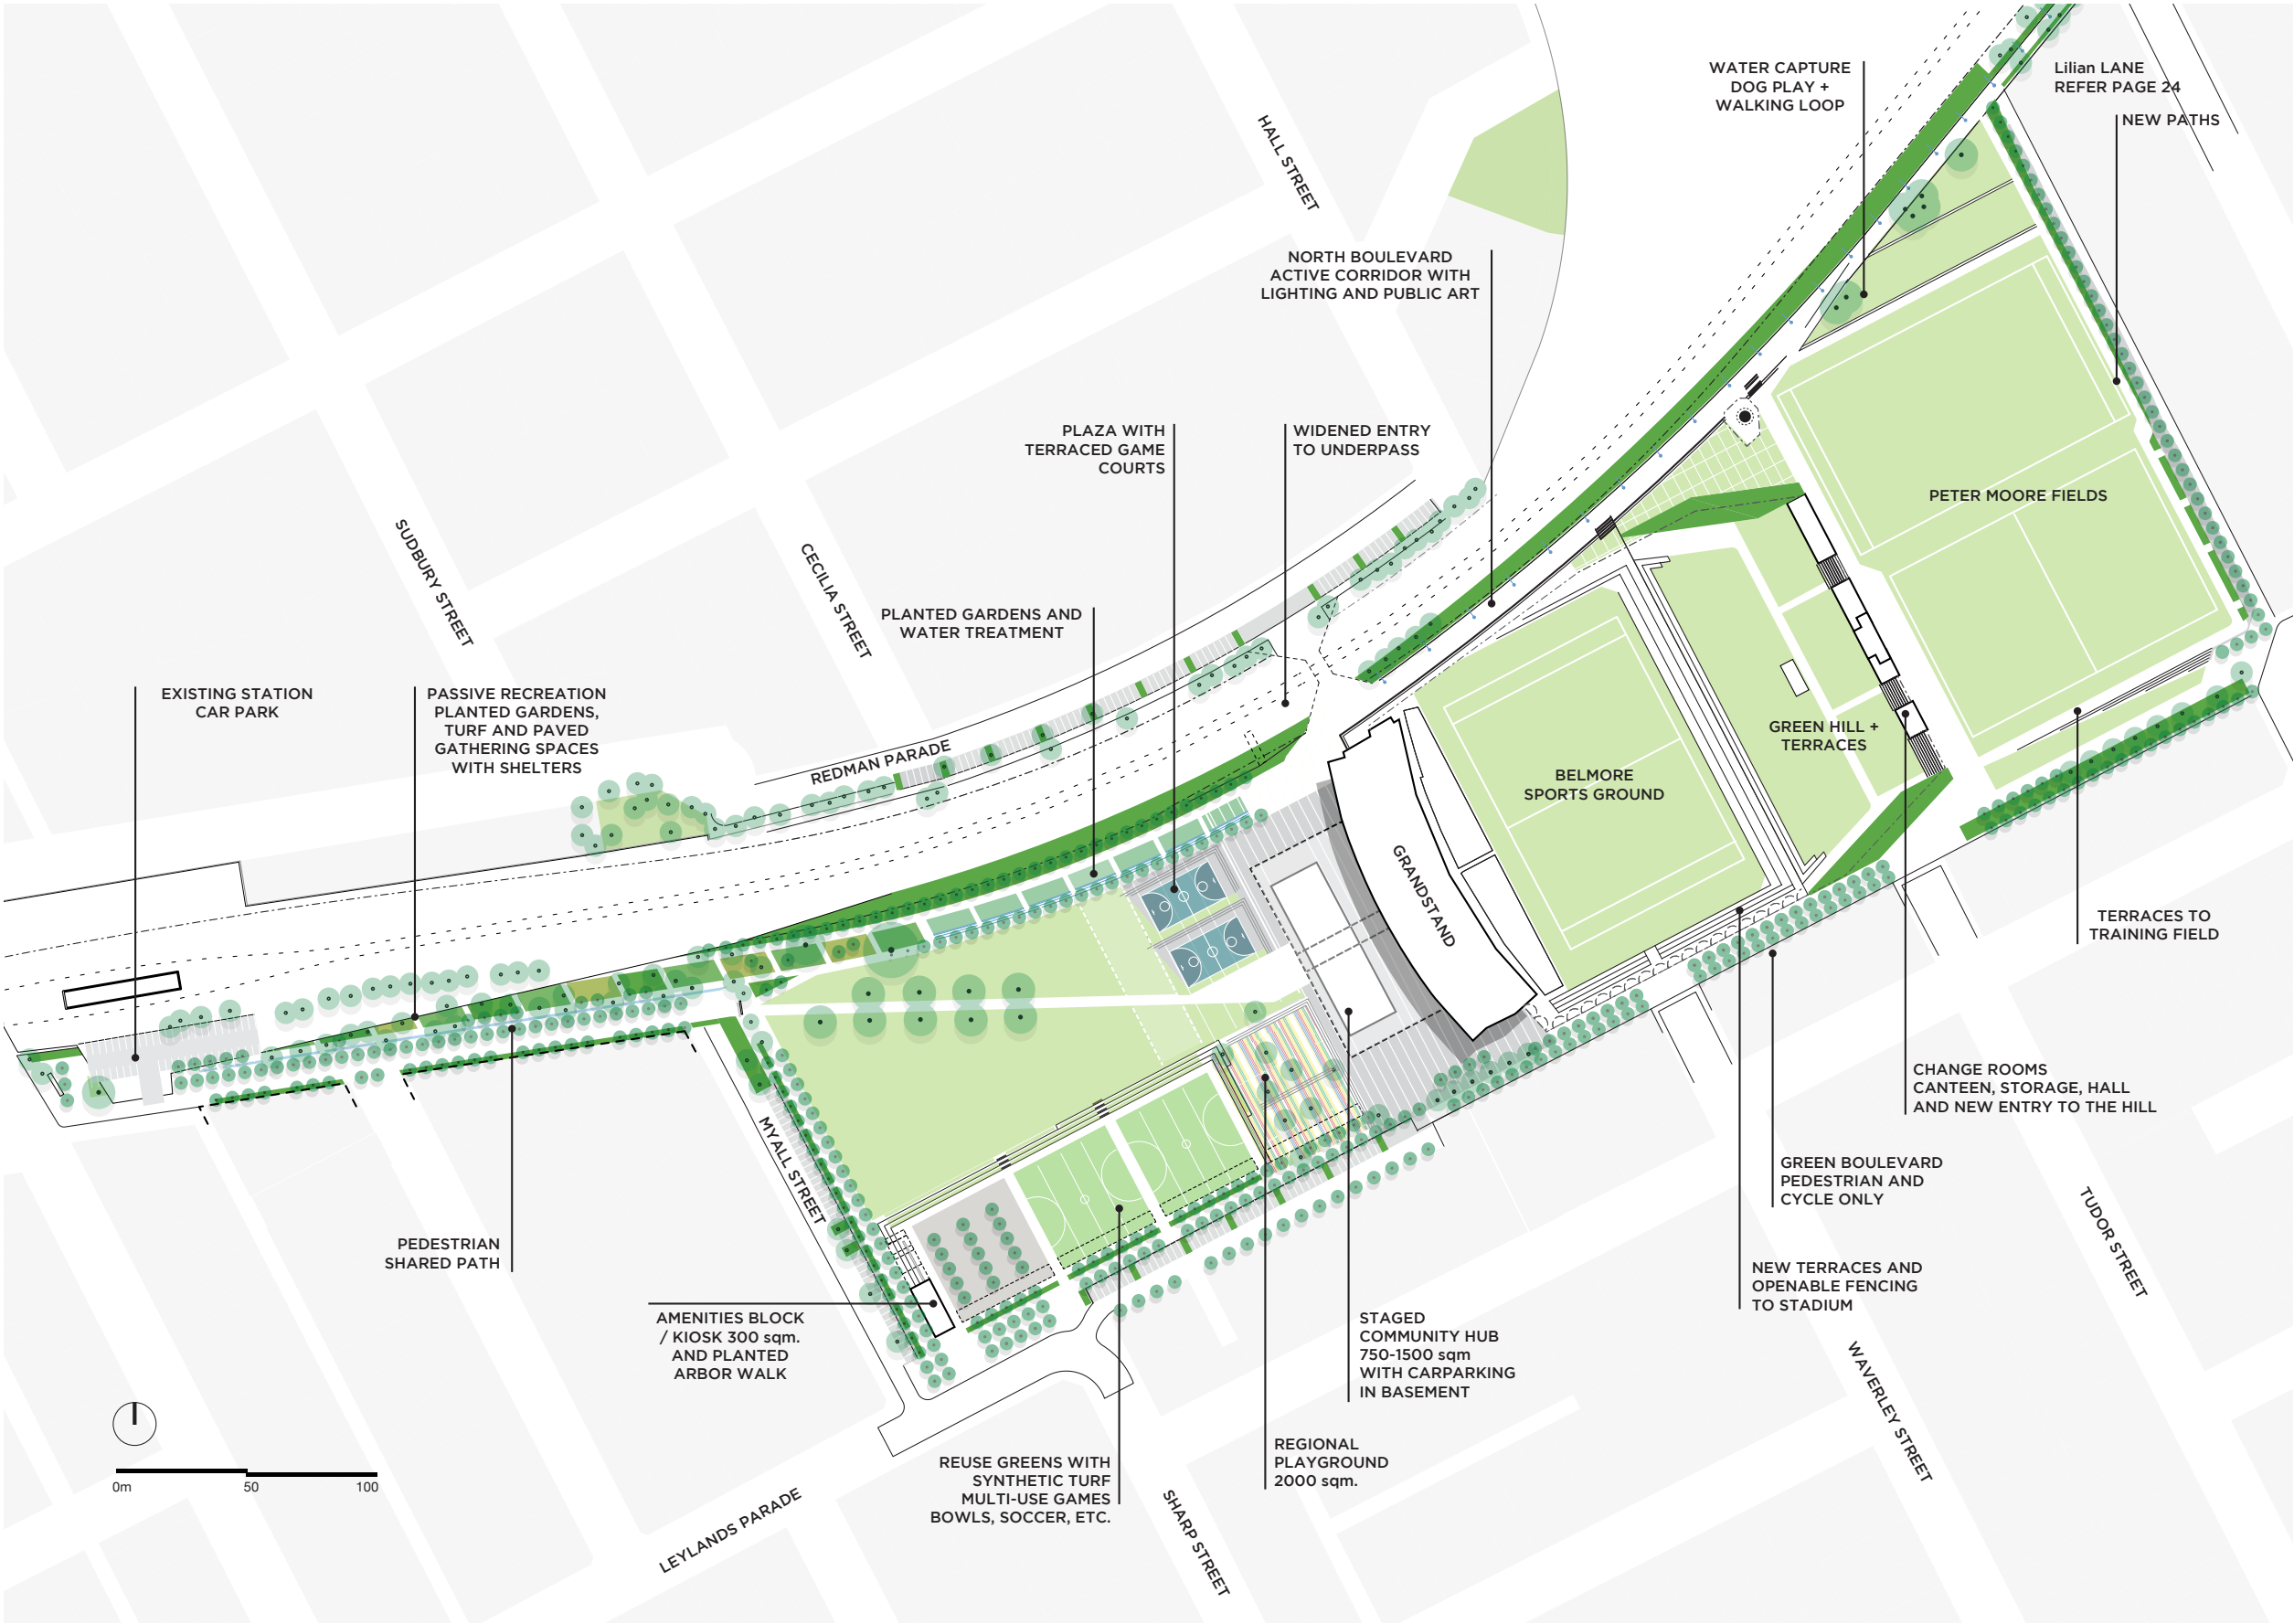 WATER CAPTURE
DOG PLAY +
WALKING LOOP
Lilian LANE
REFER PAGE 24
NEW PATHS
HALL STREET
NORTH BOULEVARD
ACTIVE CORRIDOR WITH
LIGHTING AND PUBLIC ART
PLAZA WITH
TERRACED GAME
COURTS
WIDENED ENTRY
TO UNDERPASS
PETER MOORE FIELDS
SUDBURY STREET
CECILIA STREET
PLANTED GARDENS AND
WATER TREATMENT
EXISTING STATION
CAR PARK
PASSIVE RECREATION
PLANTED GARDENS,
TURF AND PAVED
GATHERING SPACES
WITH SHELTERS
REDMAN PARADE
GREEN HILL +
TERRACES
BELMORE
SPORTS GROUND
GRANDSTAND
TERRACES TO
TRAINING FIELD
CHANGE ROOMS
CANTEEN, STORAGE, HALL
AND NEW ENTRY TO THE HILL
GREEN BOULEVARD
PEDESTRIAN AND
CYCLE ONLY
MYALL STREET
PEDESTRIAN
SHARED PATH
TUDOR STREET
NEW TERRACES AND
OPENABLE FENCING
TO STADIUM
AMENITIES BLOCK
/ KIOSK 300 sqm.
AND PLANTED
ARBOR WALK
STAGED
COMMUNITY HUB
750-1500 sqm
WITH CARPARKING
IN BASEMENT
WAVERLEY STREET
REGIONAL
PLAYGROUND
2000 sqm.
REUSE GREENS WITH
SYNTHETIC TURF
MULTI-USE GAMES
BOWLS, SOCCER, ETC.
0m 50 100
LEYLANDS PARADE
SHARP STREET